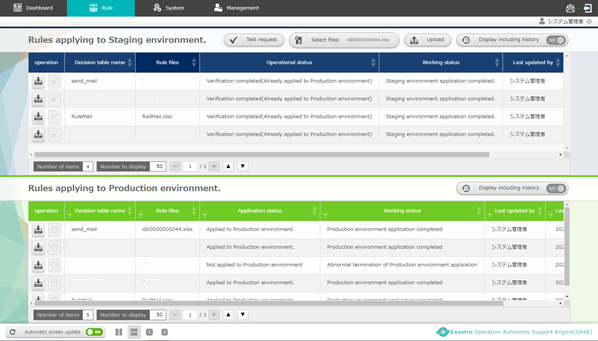 Dashboard Rule System Management
システム管理者
Rules applying to Staging environment.
Test request Select files: id00000000044.xlsx Upload Display including history OFF
operation Decision table name Rule files Operational status Working status Last updated by
send_mail Verification completed(Already applied to Production environment) Staging environment application completed. システム管理者
Verification completed(Already applied to Production environment) Staging environment application completed. システム管理者
RuleMail RailMail.xlsx Verification completed(Already applied to Production environment) Staging environment application completed. システム管理者
Verification completed(Already applied to Production environment) Staging environment application completed. システム管理者
Number of items 4 Number to display 50 1 / 1
Rules applying to Production environment.
Display including history OFF
operation Decision table name Rule files Application status Working status Last updated by Last
send_mail id00000000044.xlsx Applied to Production environment. Production environment application completed システム管理者 202
Applied to Production environment. Production environment application completed システム管理者 202
Not applied to Production environment Abnormal termination of Production environment application システム管理者 202
Applied to Production environment. Production environment application completed システム管理者 202
RuleMail RailMail.xlsx Applied to Production environment. Production environment application completed システム管理者 202
Number of items 5 Number to display 50 1 / 1
Automatic screen update ON
Exastro Operation Autonomy Support Engine(OASE)